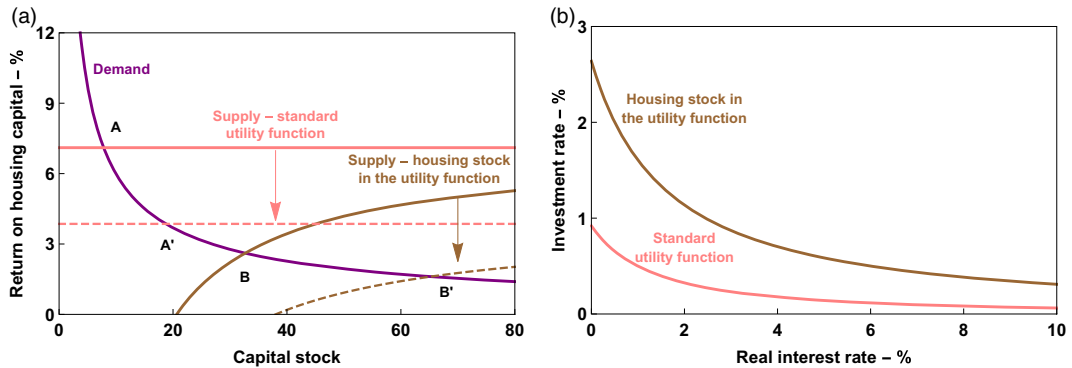 (a)
Return on housing capital – %
12
9
6
3
0
Demand
A
Supply – standard
utility function
Supply – housing stock
in the utility function
A'
B
B'
0
20
40
60
80
Capital stock
(b)
Investment rate – %
3
2
1
0
Housing stock in
the utility function
Standard
utility function
0
2
4
6
8
10
Real interest rate – %